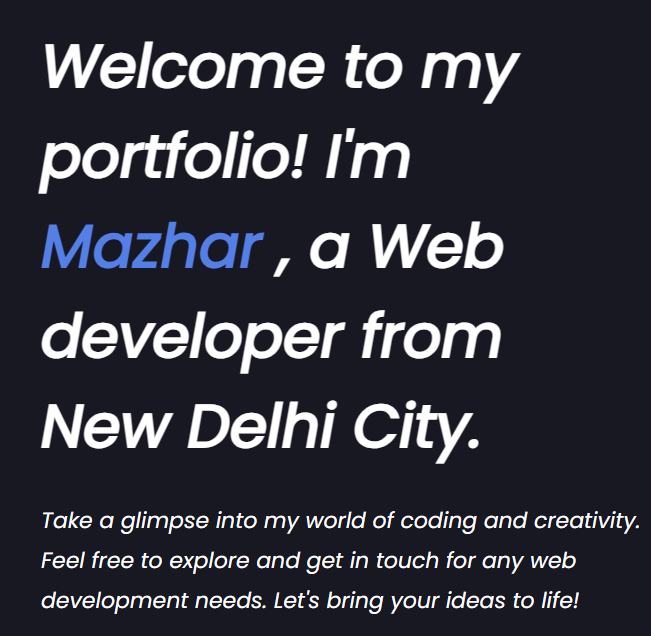 Welcome to my
portfolio! I'm
Mazhar , a Web
developer from
New Delhi City.
Take a glimpse into my world of coding and creativity.
Feel free to explore and get in touch for any web
development needs. Let's bring your ideas to life!